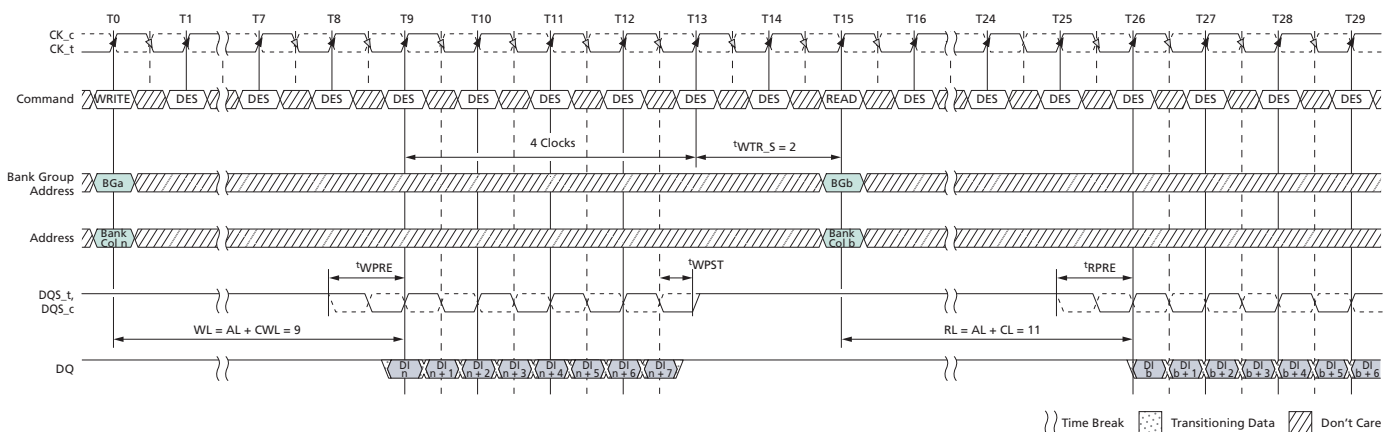 T0 T1 T7 T8 T9 T10 T11 T12 T13 T14 T15 T16 T24 T25 T26 T27 T28 T29
CK_c
CK_t
Command WRITE DES DES DES DES DES DES DES DES DES READ DES DES DES DES DES DES DES
4 Clocks tWTR_S = 2
Bank Group
Address BGa BGb
Address Bank
Col n Bank
Col b
tWPRE tWPST tRPRE
DQS_t,
DQS_c
WL = AL + CWL = 9 RL = AL + CL = 11
DQ DI
n DI
n + 1 DI
n + 2 DI
n + 3 DI
n + 4 DI
n + 5 DI
n + 6 DI
n + 7 DI
b DI
b + 1 DI
b + 2 DI
b + 3 DI
b + 4 DI
b + 5 DI
b + 6
Time Break Transitioning Data Don't Care